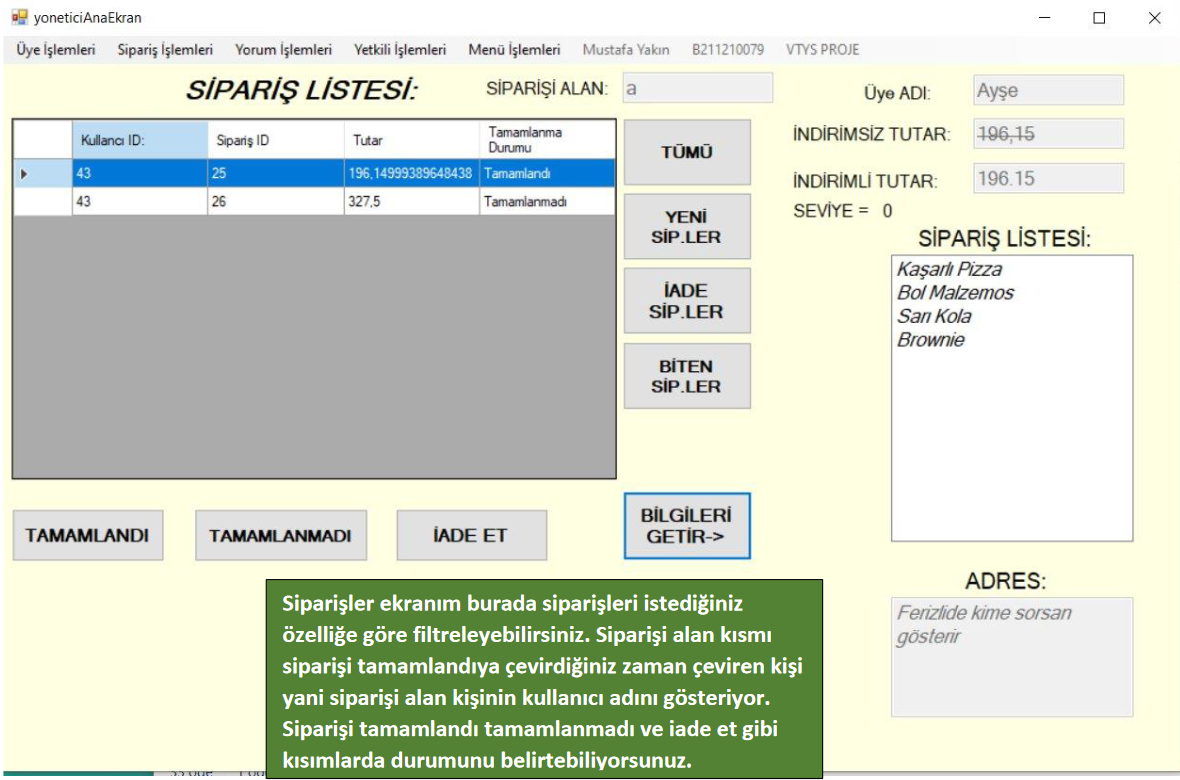 yoneticiAnaEkran
Üye İşlemleri Sipariş İşlemleri Yorum İşlemleri Yetkili İşlemleri Menü İşlemleri Mustafa Yakın B211210079 VTYS PROJE
SİPARİŞ LİSTESİ:
SİPARİŞİ ALAN: a
Kullancı ID: Sipariş ID Tutar Tamamlanma Durumu
43 25 196,14999389648438 Tamamlandı
43 26 327,5 Tamamlanmadı
TÜMÜ
YENİ
SİP.LER
İADE
SİP.LER
BİTEN
SİP.LER
BİLGİLERİ
GETİR->
TAMAMLANDI TAMAMLANMADI İADE ET
Üye ADI: Ayşe
İNDİRİMSİZ TUTAR: 196,15
İNDİRİMLİ TUTAR: 196.15
SEVİYE = 0
SİPARİŞ LİSTESİ:
Kaşarlı Pizza
Bol Malzemos
Sarı Kola
Brownie
ADRES:
Ferizlide kime sorsan
gösterir
Siparişler ekranım burada siparişleri istediğiniz
özelliğe göre filtreleyebilirsiniz. Siparişi alan kısmı
siparişi tamamlandıya çevirdiğiniz zaman çeviren kişi
yani siparişi alan kişinin kullanıcı adını gösteriyor.
Siparişi tamamlandı tamamlanmadı ve iade et gibi
kısımlarda durumunu belirtebiliyorsunuz.